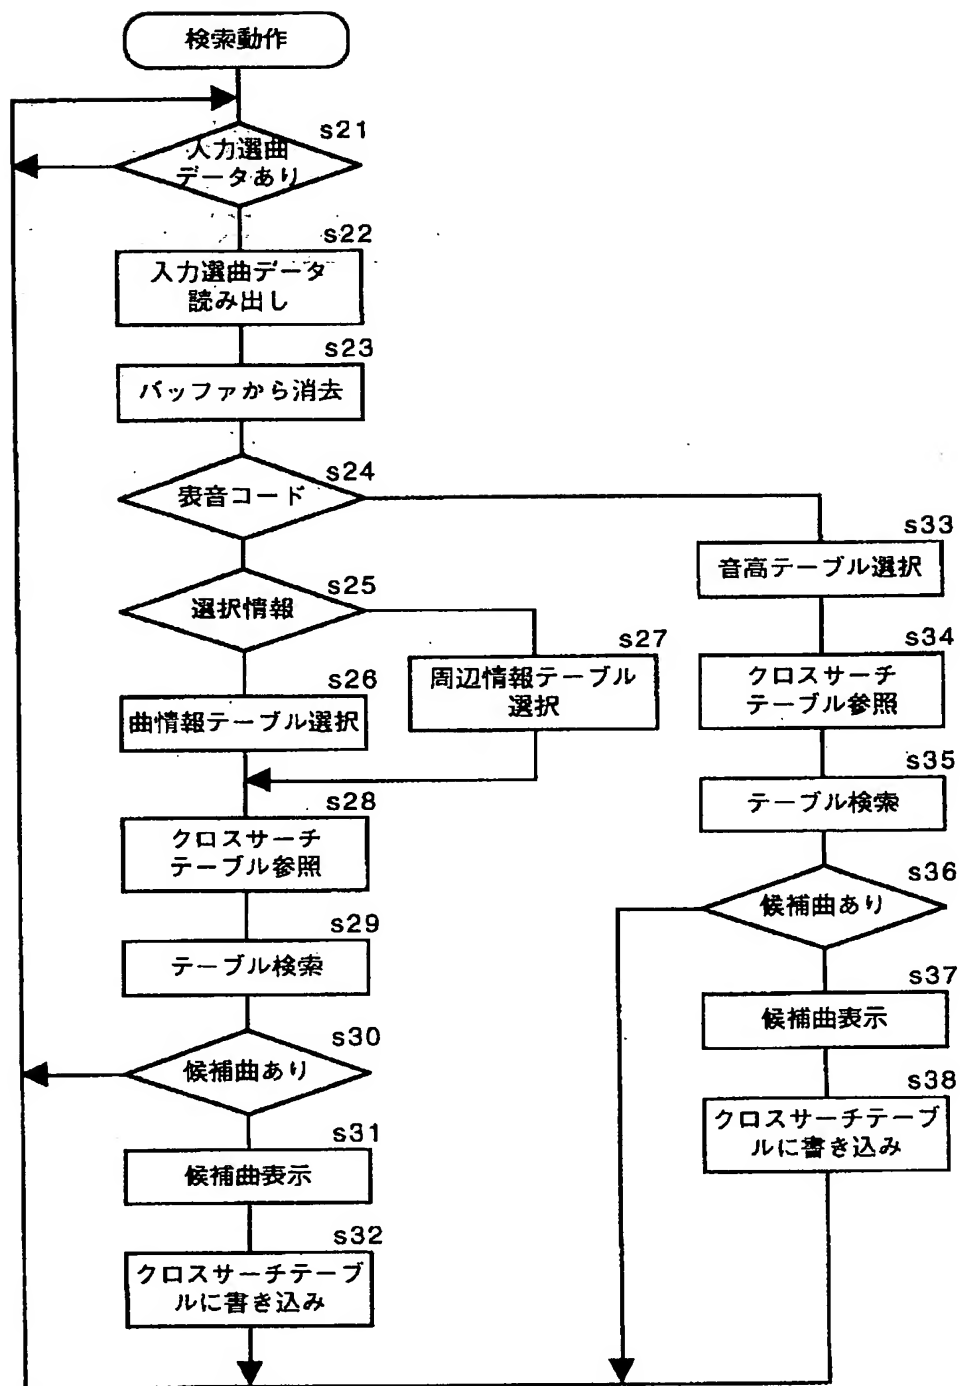 検索動作
s21
入力選曲
データあり
s22
入力選曲データ
読み出し
s23
バッファから消去
s24
表音コード
s25
選択情報
s26
曲情報テーブル選択
s27
周辺情報テーブル
選択
s28
クロスサーチ
テーブル参照
s29
テーブル検索
s30
候補曲あり
s31
候補曲表示
s32
クロスサーチテーブ
ルに書き込み
s33
音高テーブル選択
s34
クロスサーチ
テーブル参照
s35
テーブル検索
s36
候補曲あり
s37
候補曲表示
s38
クロスサーチテーブ
ルに書き込み